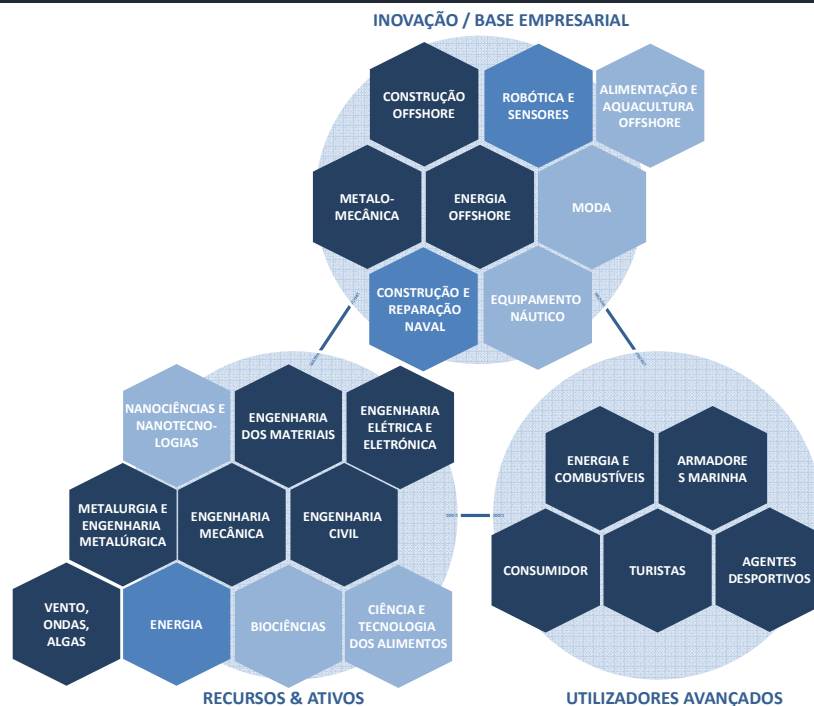 INOVAÇÃO / BASE EMPRESARIAL
CONSTRUÇÃO
OFFSHORE
ROBÓTICA E
SENSORES
ALIMENTAÇÃO E
AQUACULTURA
OFFSHORE
METALO-
MECÂNICA
ENERGIA
OFFSHORE
MODA
CONSTRUÇÃO E
REPARAÇÃO
NAVAL
EQUIPAMENTO
NÁUTICO
NANOCIÊNCIAS E
NANOTECNO-
LOGIAS
ENGENHARIA
DOS MATERIAIS
ENGENHARIA
ELÉTRICA E
ELETRÓNICA
METALURGIA E
ENGENHARIA
METALÚRGICA
ENGENHARIA
MECÂNICA
ENGENHARIA
CIVIL
VENTO,
ONDAS,
ALGAS
ENERGIA
BIOCIÊNCIAS
CIÊNCIA E
TECNOLOGIA
DOS ALIMENTOS
RECURSOS & ATIVOS
ENERGIA E
COMBUSTÍVEIS
ARMADORE
S MARINHA
CONSUMIDOR
TURISTAS
AGENTES
DESPORTIVOS
UTILIZADORES AVANÇADOS